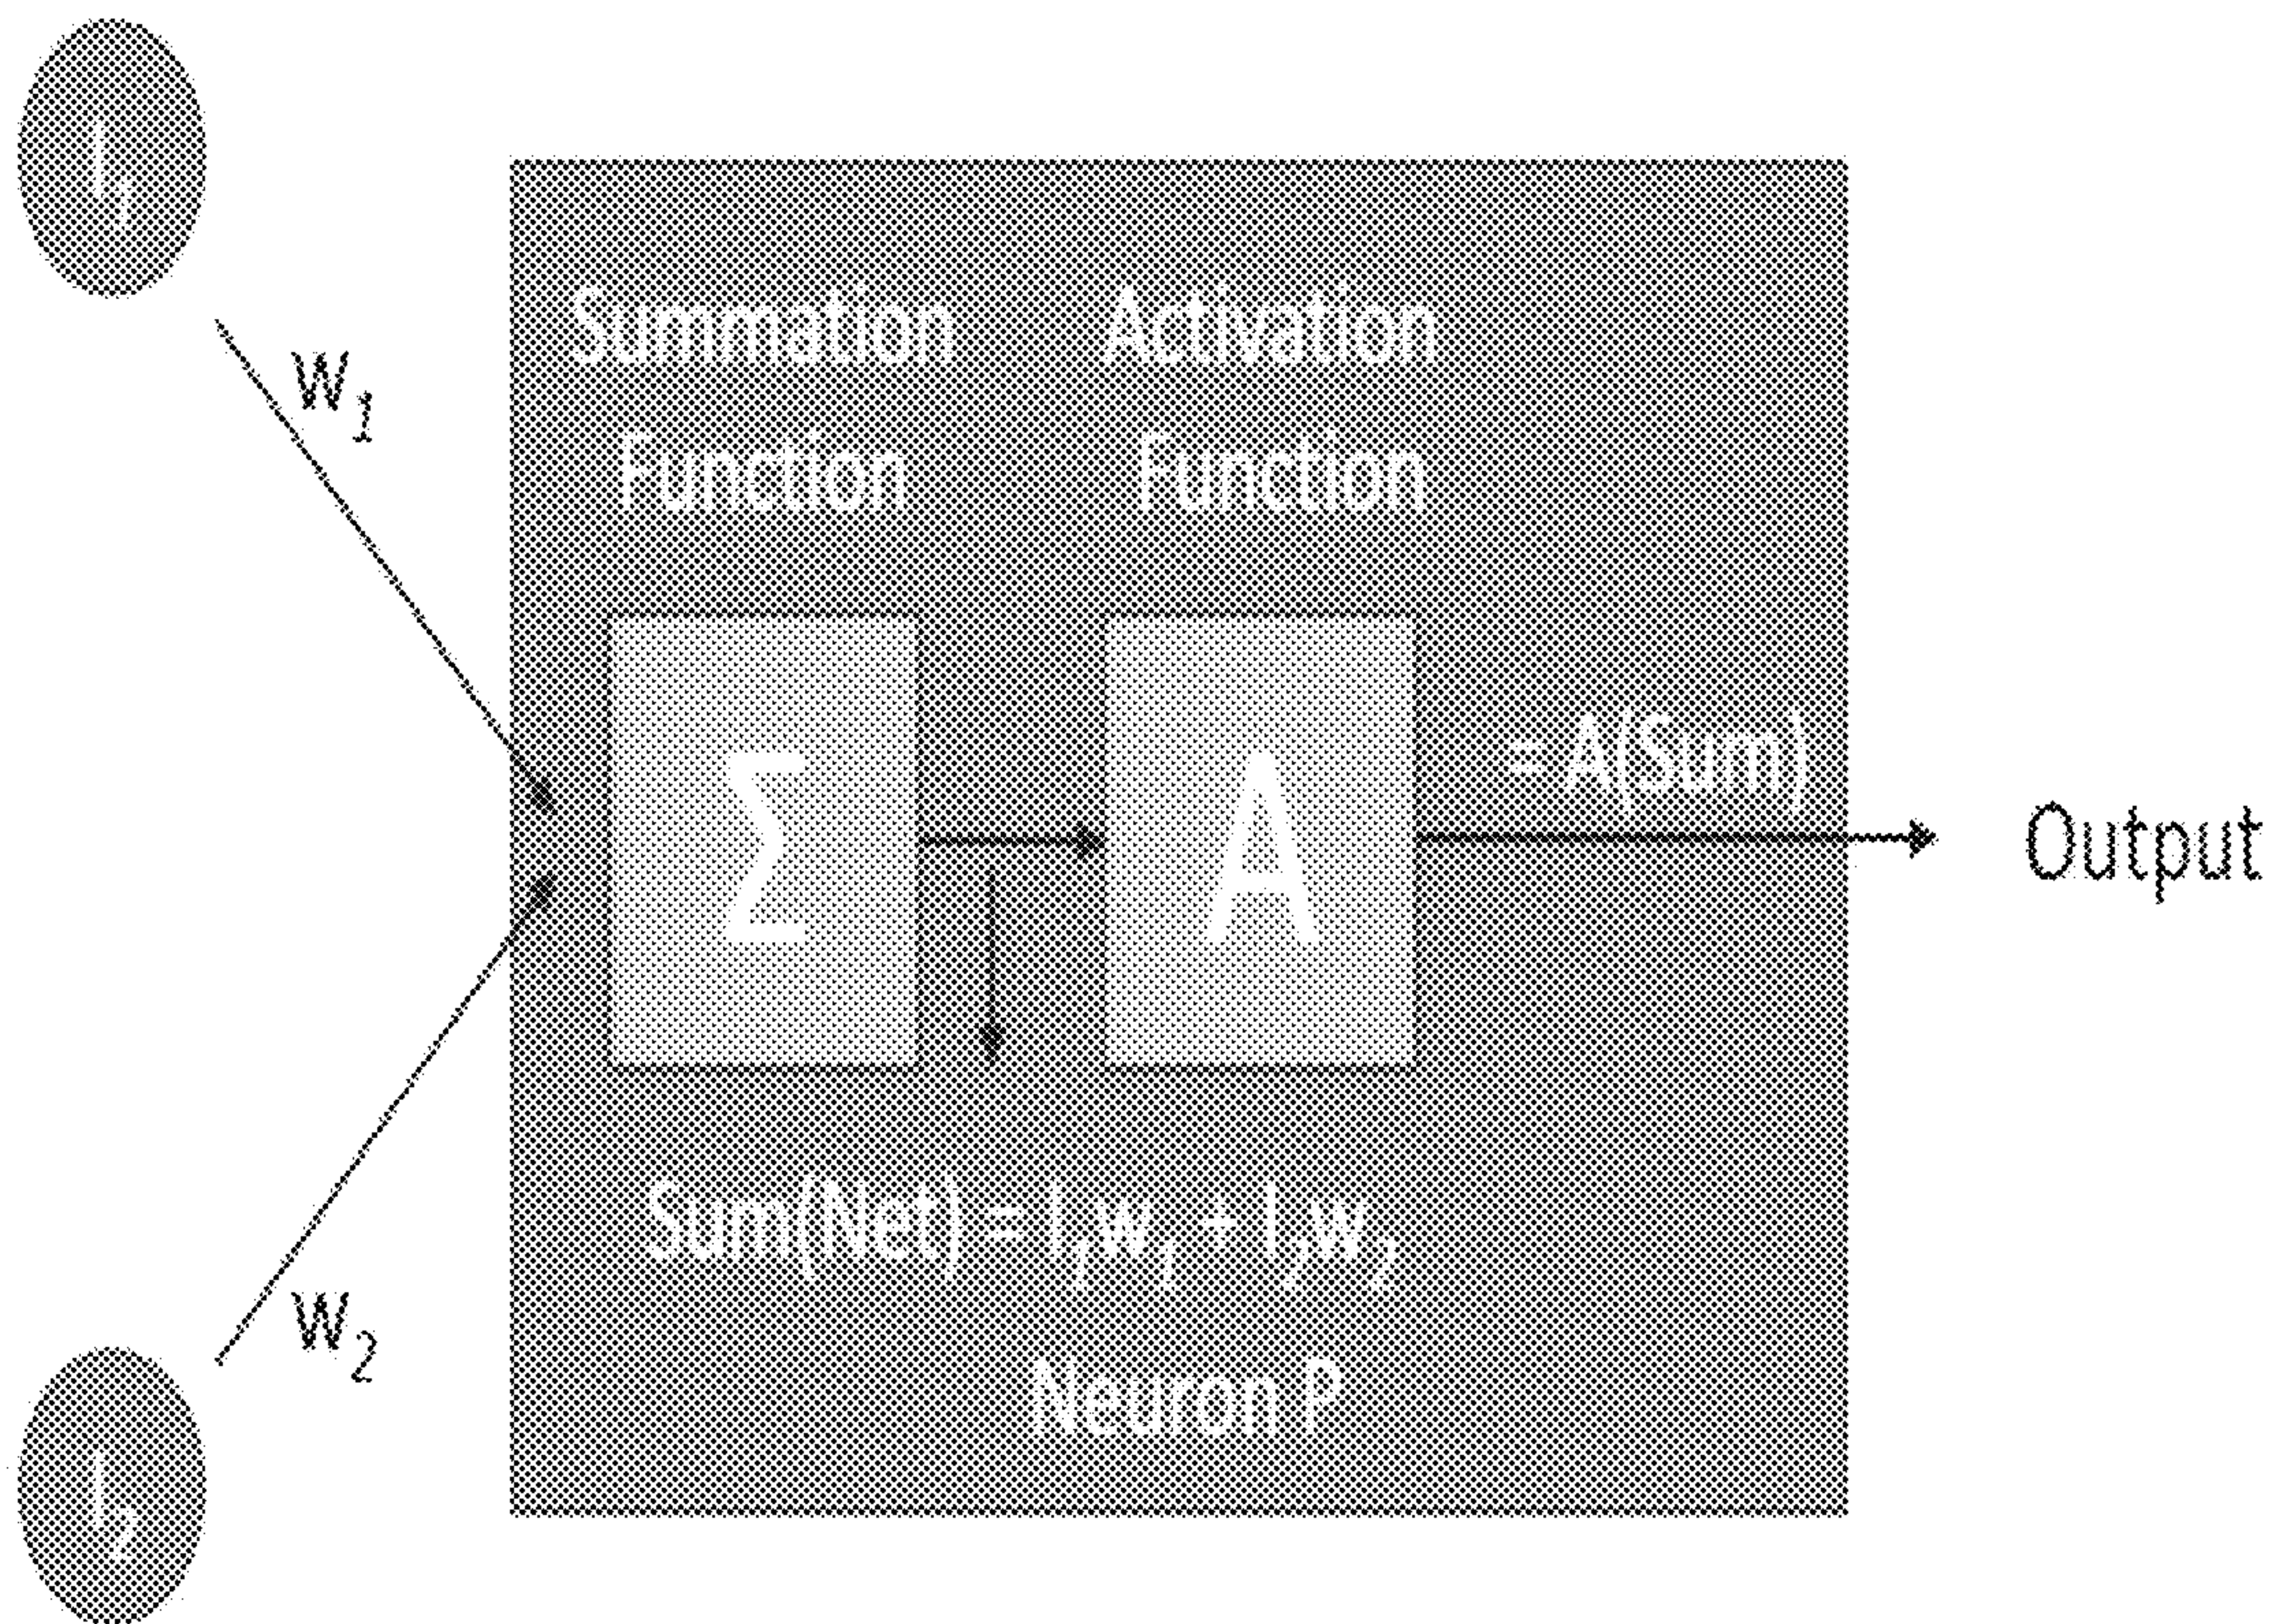 I₁
W₁
Summation
Function
Activation
Function
Σ
A
= A(Sum)
Output
Sum(Net) = I₁w₁ + I₂w₂
W₂
Neuron P
I₂